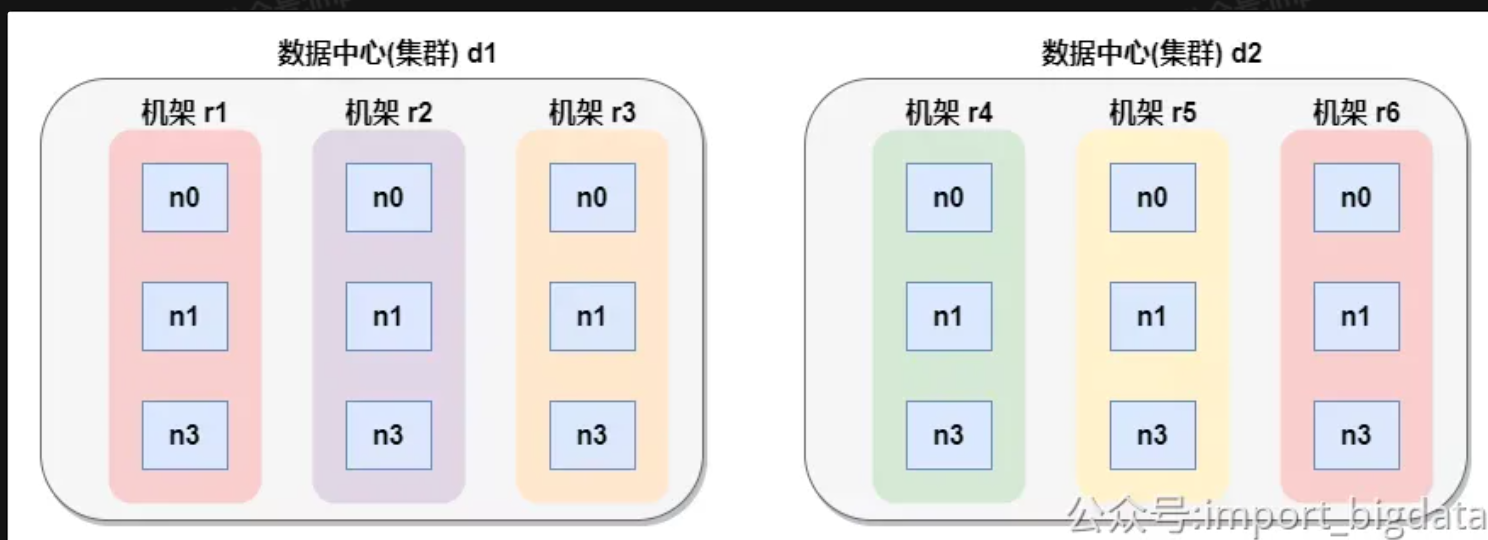 数据中心(集群) d1
数据中心(集群) d2
机架 r1
机架 r2
机架 r3
机架 r4
机架 r5
机架 r6
n0
n0
n0
n0
n0
n0
n1
n1
n1
n1
n1
n1
n3
n3
n3
n3
n3
n3
公众号:import_bigdata